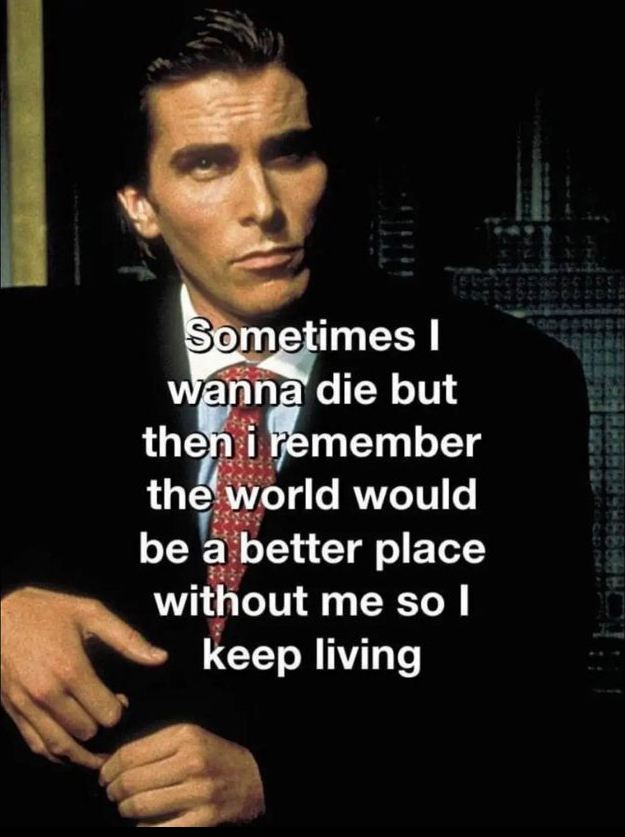 Sometimes I
wanna die but
then i remember
the world would
be a better place
without me so I
keep living